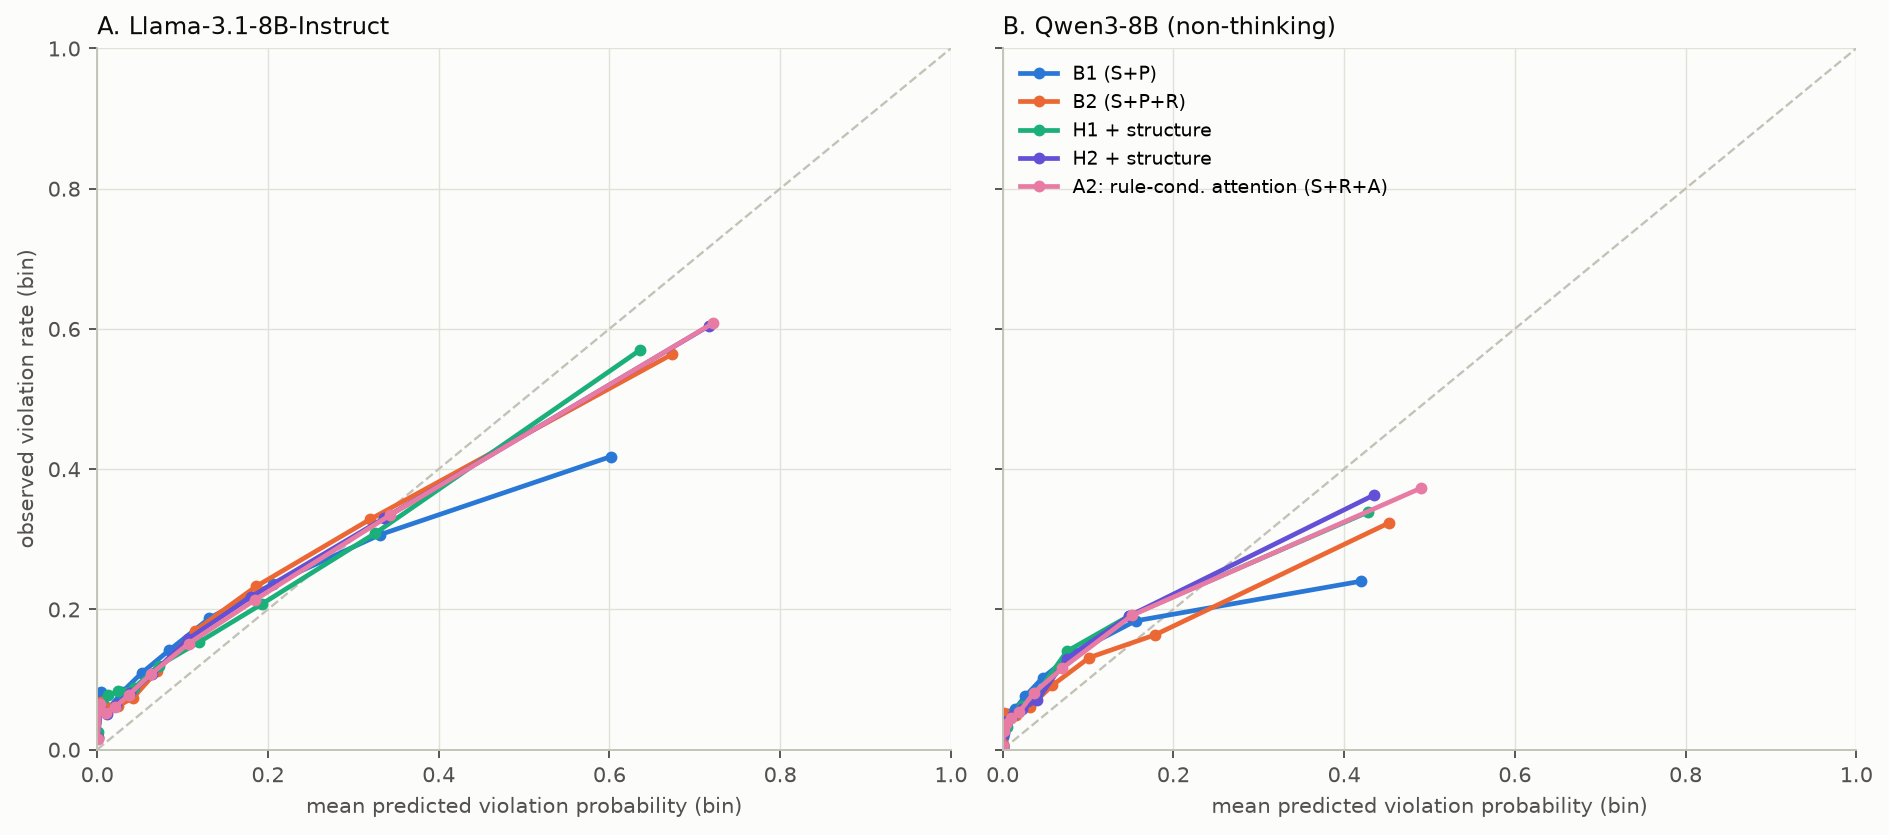 A. Llama-3.1-8B-Instruct
1.0
0.8
0.6
0.4
0.2
0.0
0.0 0.2 0.4 0.6 0.8 1.0
observed violation rate (bin)
mean predicted violation probability (bin)
B. Qwen3-8B (non-thinking)
B1 (S+P)
B2 (S+P+R)
H1 + structure
H2 + structure
A2: rule-cond. attention (S+R+A)
0.0 0.2 0.4 0.6 0.8 1.0
mean predicted violation probability (bin)